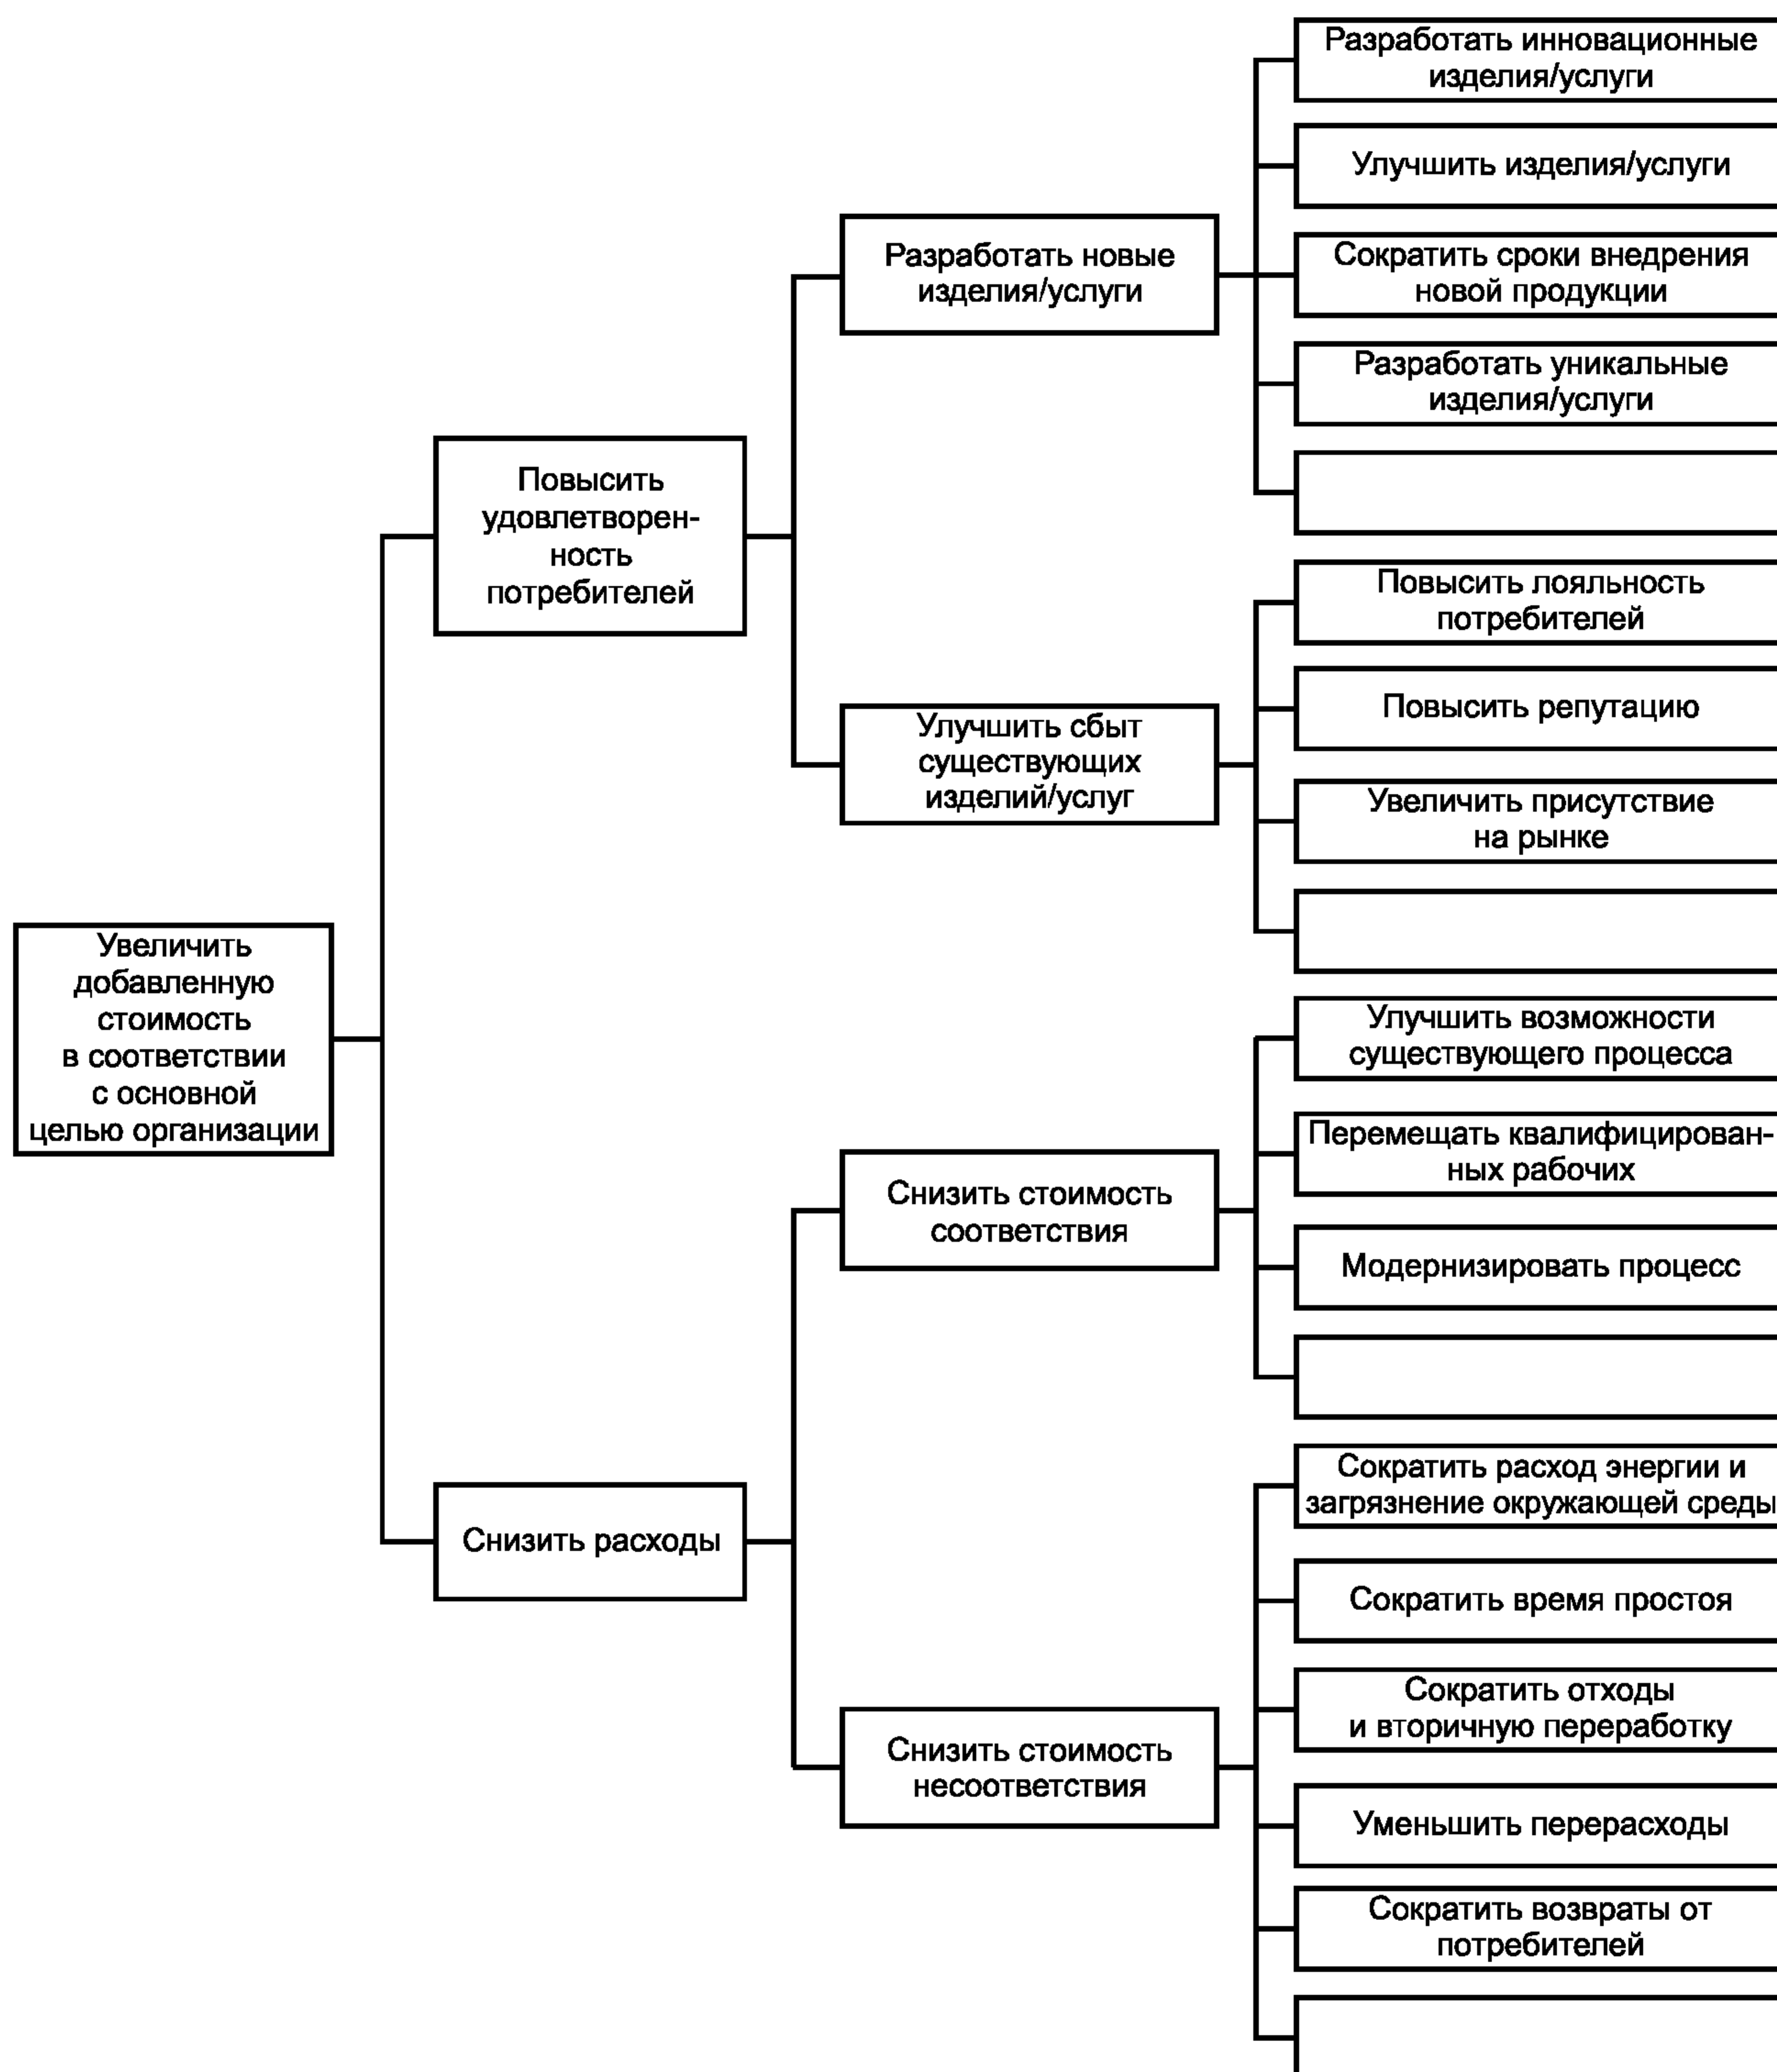 Увеличить
добавленную
стоимость
в соответствии
с основной
целью организации
Повысить
удовлетворен-
ность
потребителей
Снизить расходы
Разработать новые
изделия/услуги
Улучшить сбыт
существующих
изделий/услуг
Снизить стоимость
соответствия
Снизить стоимость
несоответствия
Разработать инновационные
изделия/услуги
Улучшить изделия/услуги
Сократить сроки внедрения
новой продукции
Разработать уникальные
изделия/услуги
Повысить лояльность
потребителей
Повысить репутацию
Увеличить присутствие
на рынке
Улучшить возможности
существующего процесса
Перемещать квалифицирован-
ных рабочих
Модернизировать процесс
Сократить расход энергии и
загрязнение окружающей среды
Сократить время простоя
Сократить отходы
и вторичную переработку
Уменьшить перерасходы
Сократить возвраты от
потребителей